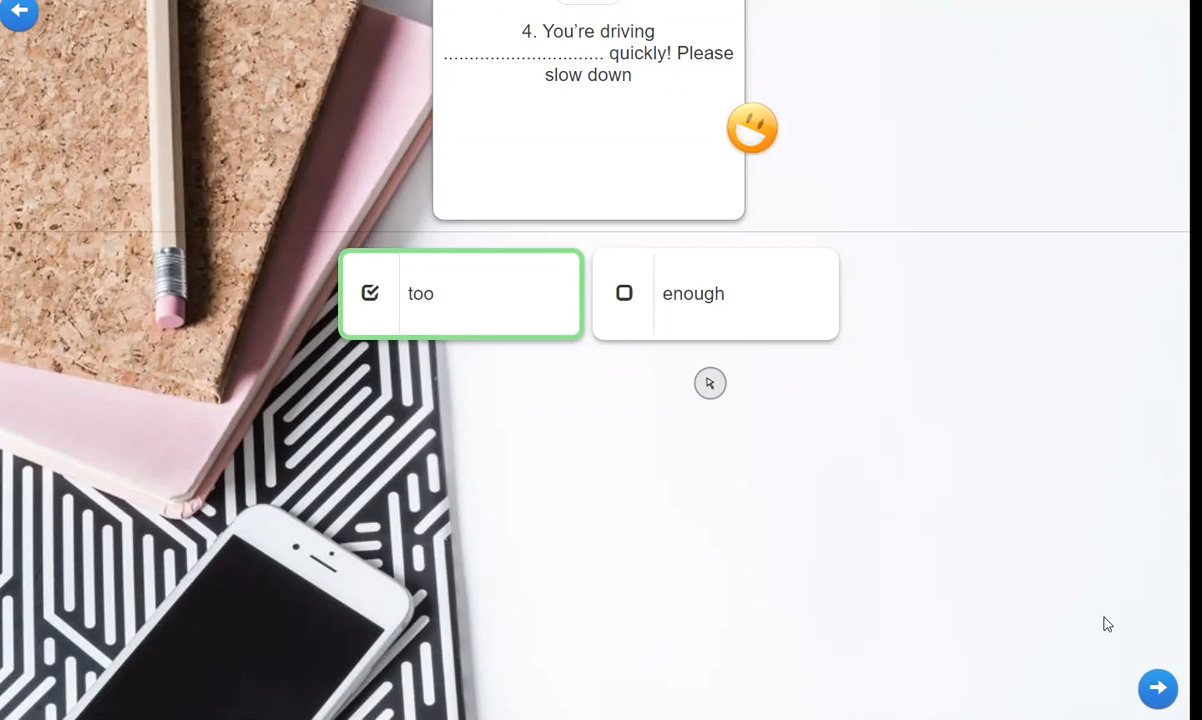 4. You’re driving
............................... quickly! Please
slow down
too
enough